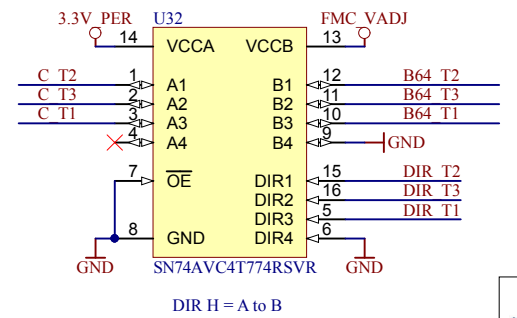 3.3V_PER U32 FMC_VADJ
14 VCCA VCCB 13
C_T2 1 A1 B1 12 B64_T2
C_T3 2 A2 B2 11 B64_T3
C_T1 3 A3 B3 10 B64_T1
4 A4 B4 9 GND
7 OE DIR1 15 DIR_T2
DIR2 16 DIR_T3
DIR3 5 DIR_T1
8 GND DIR4 6
GND SN74AVC4T774RSVR GND
DIR H = A to B